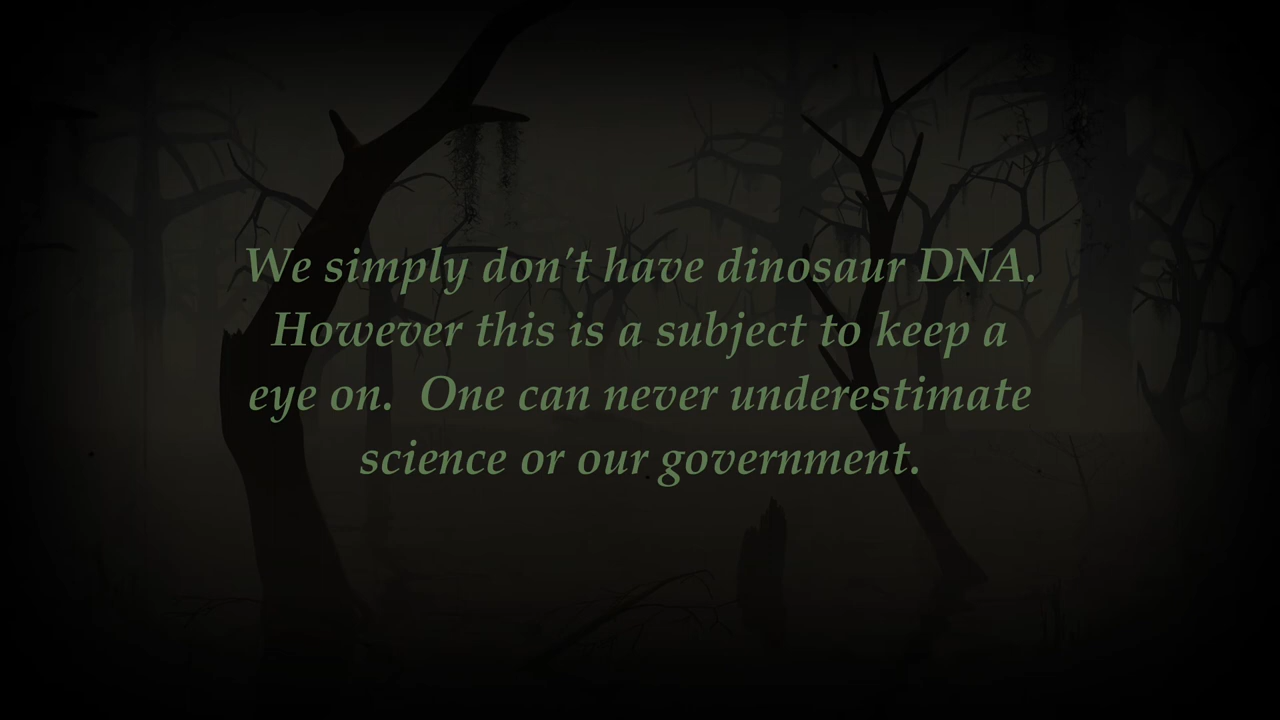 We simply don't have dinosaur DNA.
However this is a subject to keep a
eye on.  One can never underestimate
science or our government.